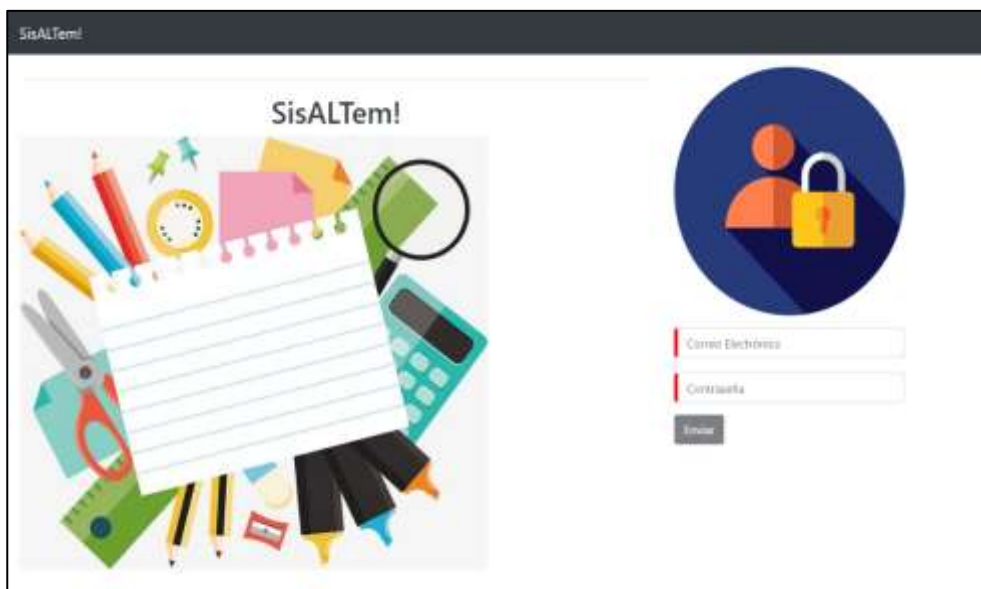 SisALTem!
SisALTem!
Correo Electrónico
Contraseña
Enviar